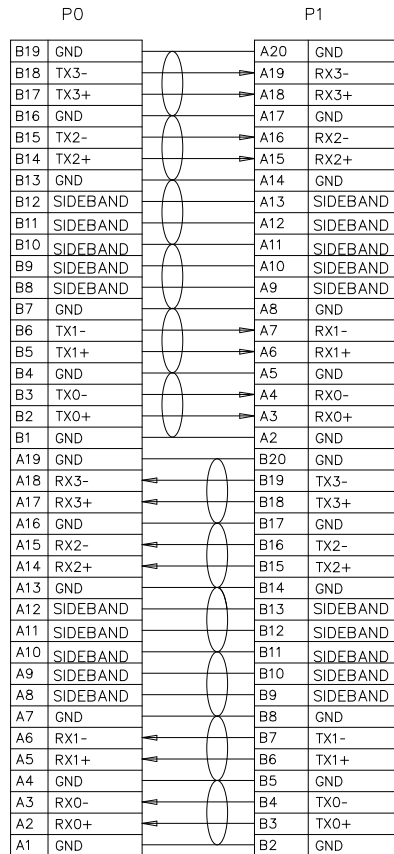 P0 P1
B19 GND A20 GND
B18 TX3- A19 RX3-
B17 TX3+ A18 RX3+
B16 GND A17 GND
B15 TX2- A16 RX2-
B14 TX2+ A15 RX2+
B13 GND A14 GND
B12 SIDEBAND A13 SIDEBAND
B11 SIDEBAND A12 SIDEBAND
B10 SIDEBAND A11 SIDEBAND
B9 SIDEBAND A10 SIDEBAND
B8 SIDEBAND A9 SIDEBAND
B7 GND A8 GND
B6 TX1- A7 RX1-
B5 TX1+ A6 RX1+
B4 GND A5 GND
B3 TX0- A4 RX0-
B2 TX0+ A3 RX0+
B1 GND A2 GND
A19 GND B20 GND
A18 RX3- B19 TX3-
A17 RX3+ B18 TX3+
A16 GND B17 GND
A15 RX2- B16 TX2-
A14 RX2+ B15 TX2+
A13 GND B14 GND
A12 SIDEBAND B13 SIDEBAND
A11 SIDEBAND B12 SIDEBAND
A10 SIDEBAND B11 SIDEBAND
A9 SIDEBAND B10 SIDEBAND
A8 SIDEBAND B9 SIDEBAND
A7 GND B8 GND
A6 RX1- B7 TX1-
A5 RX1+ B6 TX1+
A4 GND B5 GND
A3 RX0- B4 TX0-
A2 RX0+ B3 TX0+
A1 GND B2 GND